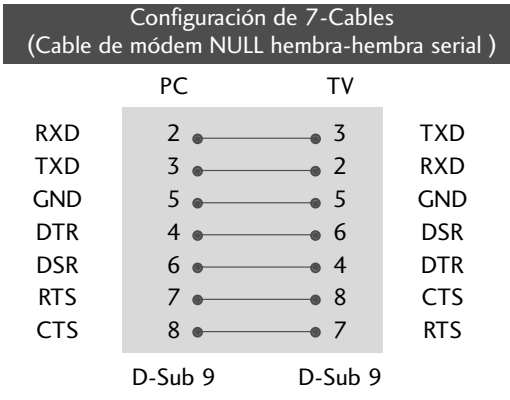 Configuración de 7-Cables
(Cable de módem NULL hembra-hembra serial )
PC TV
RXD 2 3 TXD
TXD 3 2 RXD
GND 5 5 GND
DTR 4 6 DSR
DSR 6 4 DTR
RTS 7 8 CTS
CTS 8 7 RTS
D-Sub 9 D-Sub 9